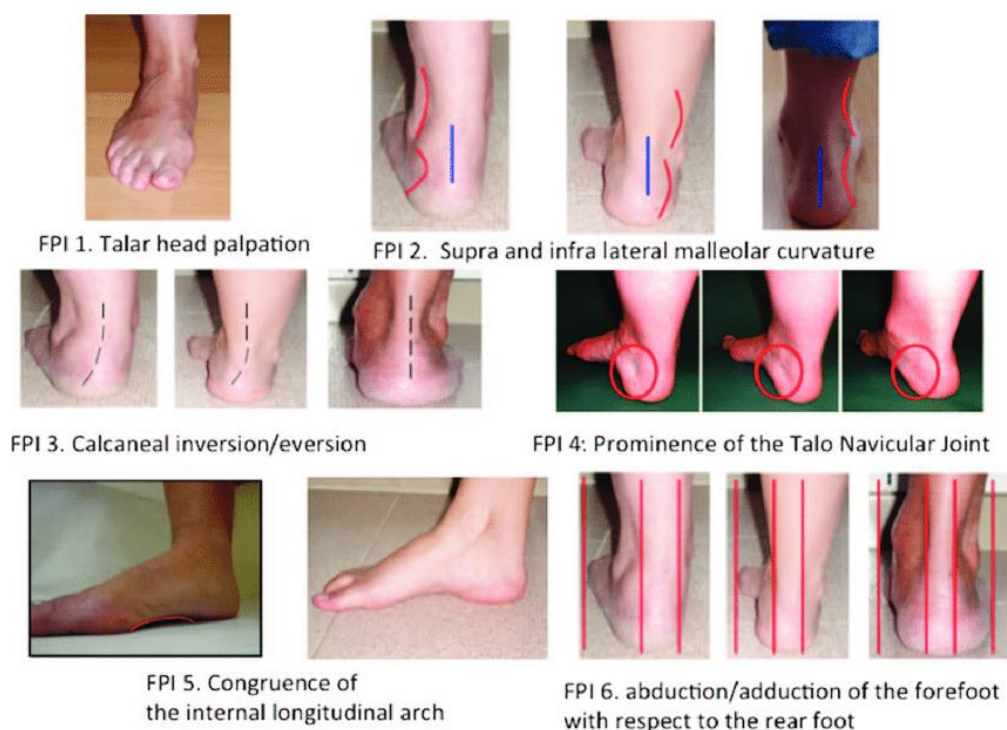 FPI 1. Talar head palpation
FPI 2. Supra and infra lateral malleolar curvature
FPI 3. Calcaneal inversion/eversion
FPI 4: Prominence of the Talo Navicular Joint
FPI 5. Congruence of
the internal longitudinal arch
FPI 6. abduction/adduction of the forefoot
with respect to the rear foot